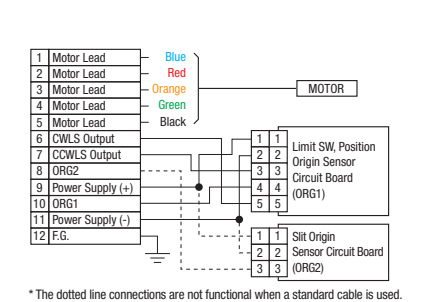 1 Motor Lead Blue
2 Motor Lead Red
3 Motor Lead Orange
4 Motor Lead Green
5 Motor Lead Black
MOTOR
6 CWLS Output
7 CCWLS Output
8 ORG2
9 Power Supply (+)
10 ORG1
11 Power Supply (-)
12 F.G.
1 1
2 2
3 3
4 4
5 5
Limit SW, Position
Origin Sensor
Circuit Board
(ORG1)
1 1
2 2
3 3
Slit Origin
Sensor Circuit Board
(ORG2)
* The dotted line connections are not functional when a standard cable is used.